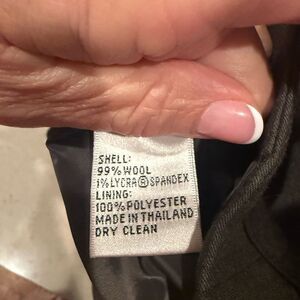 SHELL:
99% WOOL
1% LYCRA® SPANDEX
LINING:
100% POLYESTER
MADE IN THAILAND
DRY CLEAN